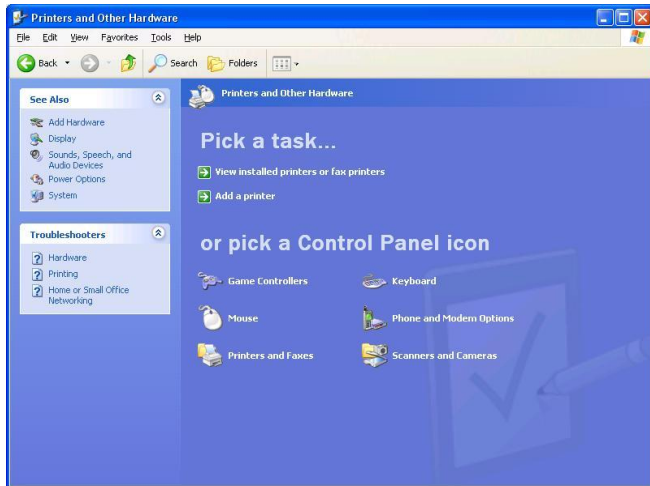 Printers and Other Hardware
File Edit View Favorites Tools Help
Back Search Folders
See Also
Add Hardware
Display
Sounds, Speech, and
Audio Devices
Power Options
System
Troubleshooters
Hardware
Printing
Home or Small Office
Networking
Printers and Other Hardware
Pick a task...
View installed printers or fax printers
Add a printer
or pick a Control Panel icon
Game Controllers Keyboard
Mouse Phone and Modem Options
Printers and Faxes Scanners and Cameras